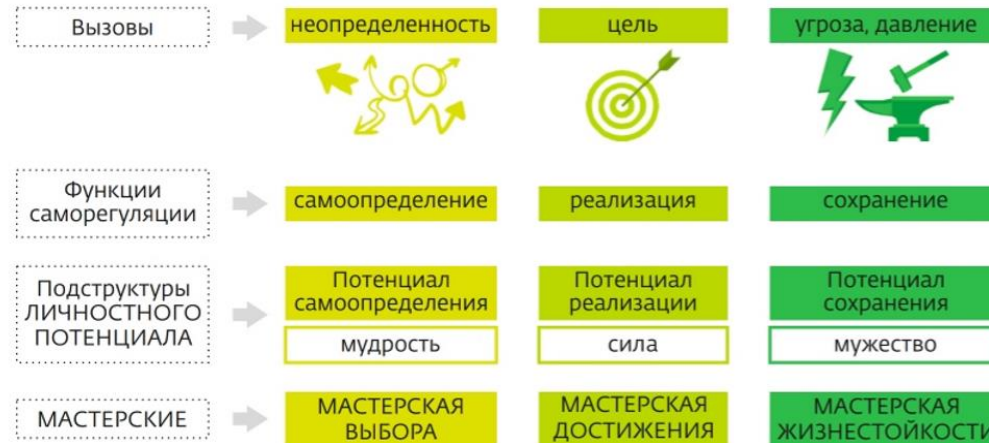 Вызовы
неопределенность
цель
угроза, давление
Функции
саморегуляции
самоопределение
реализация
сохранение
Подструктуры
ЛИЧНОСТНОГО
ПОТЕНЦИАЛА
Потенциал
самоопределения
мудрость
Потенциал
реализации
сила
Потенциал
сохранения
мужество
МАСТЕРСКИЕ
МАСТЕРСКАЯ
ВЫБОРА
МАСТЕРСКАЯ
ДОСТИЖЕНИЯ
МАСТЕРСКАЯ
ЖИЗНЕСТОЙКОСТИ